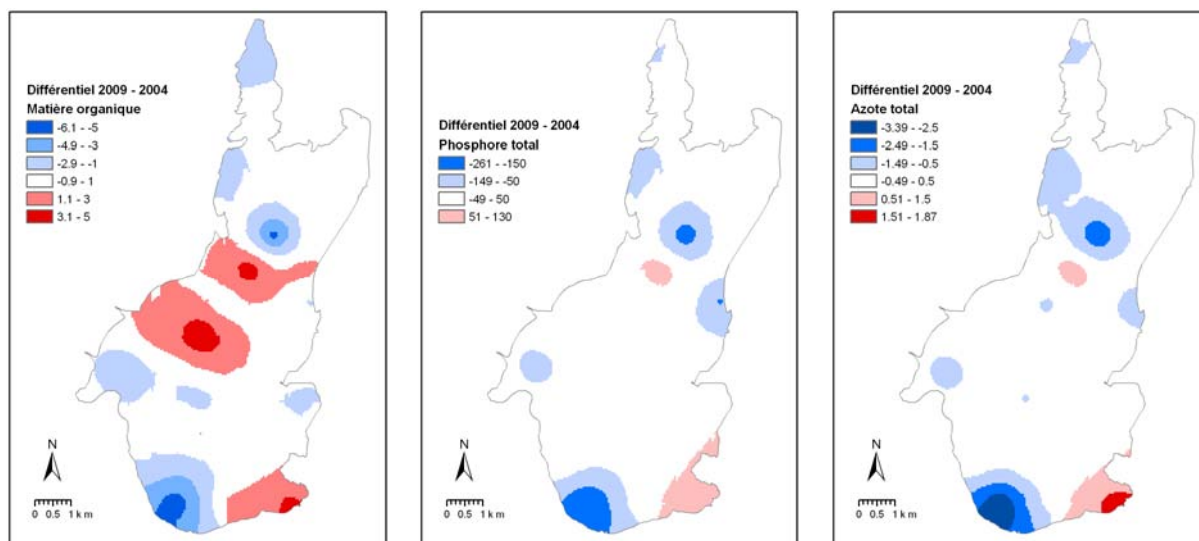 Différentiel 2009 - 2004
Matière organique
-6.1 - -5
-4.9 - -3
-2.9 - -1
-0.9 - 1
1.1 - 3
3.1 - 5
N
0 0.5 1 km
Différentiel 2009 - 2004
Phosphore total
-261 - -150
-149 - -50
-49 - 50
51 - 130
N
0 0.5 1 km
Différentiel 2009 - 2004
Azote total
-3.39 - -2.5
-2.49 - -1.5
-1.49 - -0.5
-0.49 - 0.5
0.51 - 1.5
1.51 - 1.87
N
0 0.5 1 km